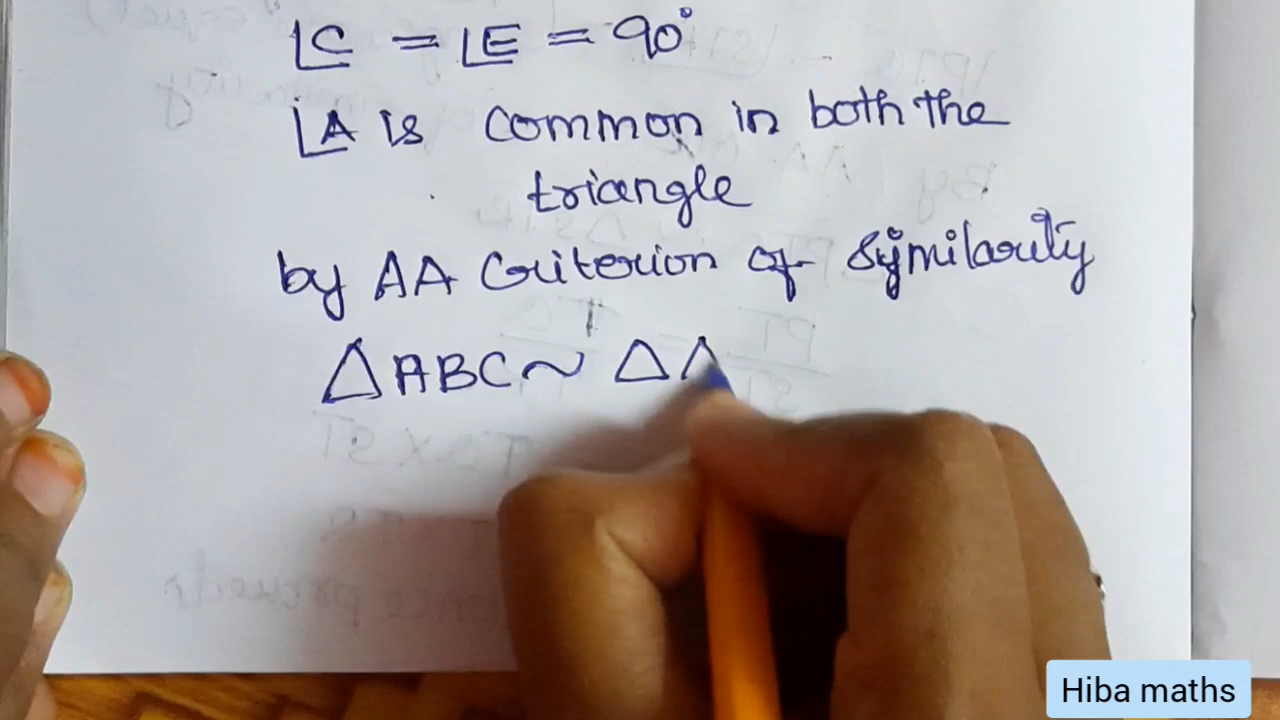 ∠C = ∠E = 90°
∠A is common in both the
triangle
by AA Criterion of Similarity
△ABC ~ △A
Hiba maths